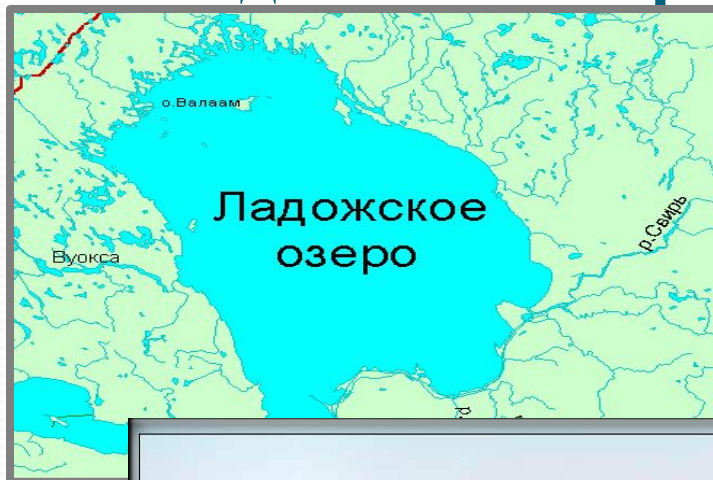 о.Валаам
Ладожское
озеро
Вуокса
р.Свирь